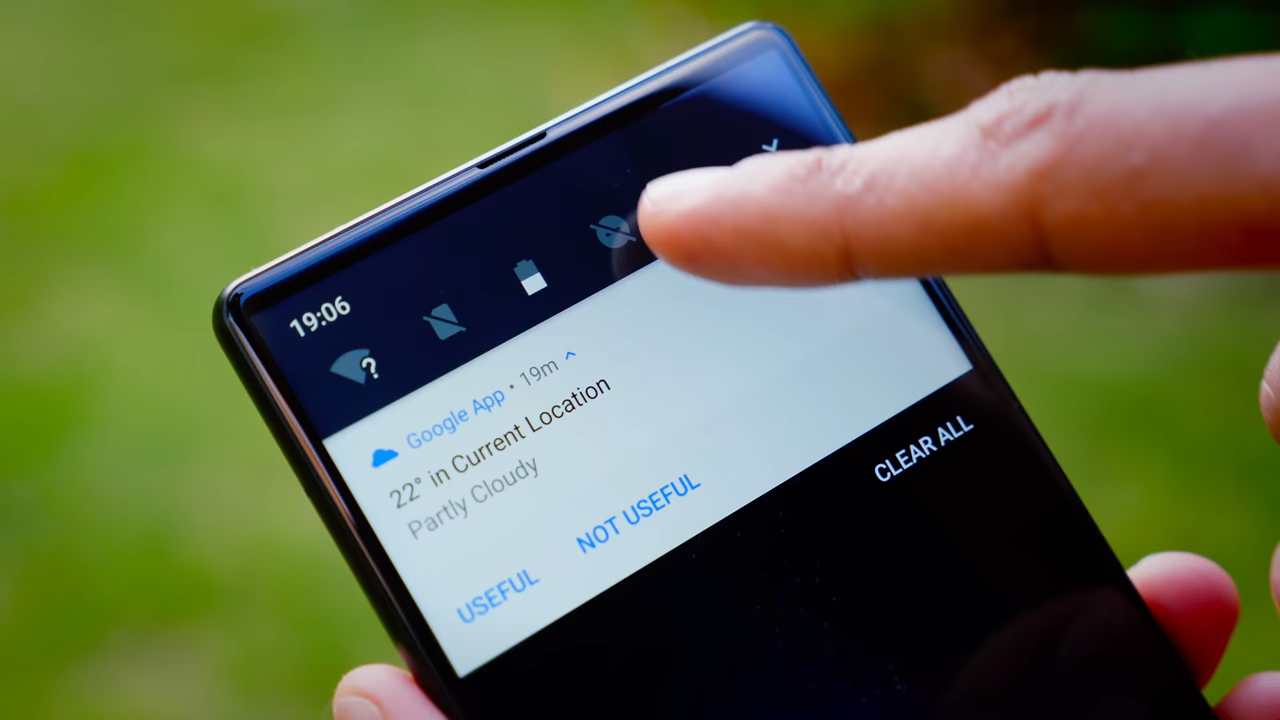 19:06
?
Google App • 19m
22° in Current Location
Partly Cloudy
USEFUL NOT USEFUL
CLEAR ALL